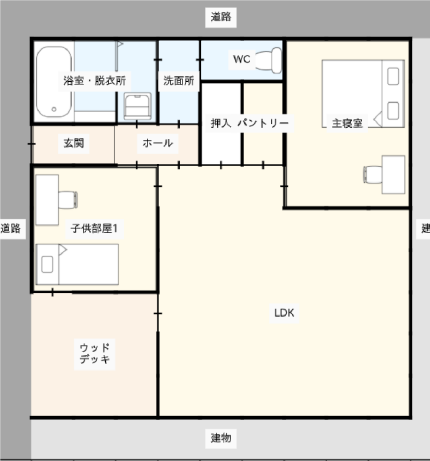 道路
浴室・脱衣所
洗面所
WC
押入
パントリー
主寝室
玄関
ホール
道路
子供部屋1
建
LDK
ウッド
デッキ
建物